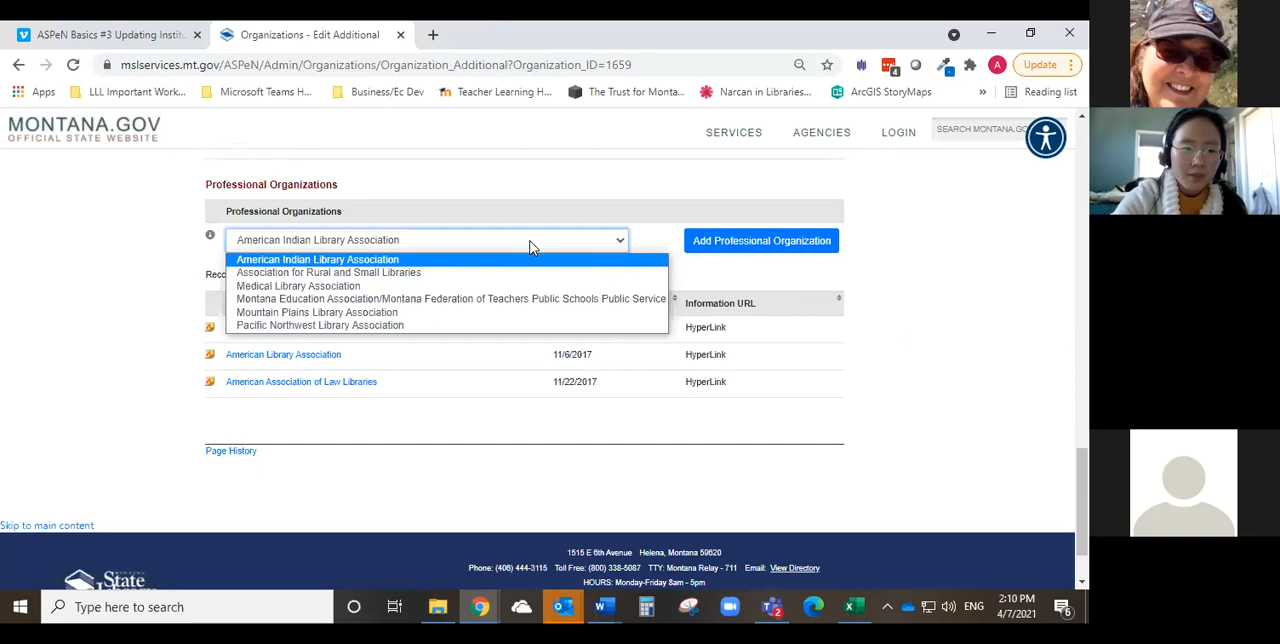 ASPeN Basics #3 Updating Instit
Organizations - Edit Additional
mslservices.mt.gov/ASPeN/Admin/Organizations/Organization_Additional?Organization_ID=1659
4
A
Update
Apps
LLL Important Work...
Microsoft Teams H...
Business/Ec Dev
Teacher Learning H...
The Trust for Monta...
Narcan in Libraries...
ArcGIS StoryMaps
»
Reading list
MONTANA.GOV
OFFICIAL STATE WEBSITE
SERVICES
AGENCIES
LOGIN
SEARCH MONTANA.GO
Professional Organizations
Professional Organizations
American Indian Library Association
Add Professional Organization
American Indian Library Association
Association for Rural and Small Libraries
Medical Library Association
Montana Education Association/Montana Federation of Teachers Public Schools Public Service
Mountain Plains Library Association
Pacific Northwest Library Association
Reco
Information URL
HyperLink
American Library Association 11/6/2017 HyperLink
American Association of Law Libraries 11/22/2017 HyperLink
Page History
Skip to main content
1515 E 6th Avenue Helena, Montana 59620
Phone: (406) 444-3115 Toll Free: (800) 338-5087 TTY: Montana Relay - 711 Email: View Directory
HOURS: Monday-Friday 8am - 5pm
State
Type here to search
2
ENG
2:10 PM
4/7/2021
6